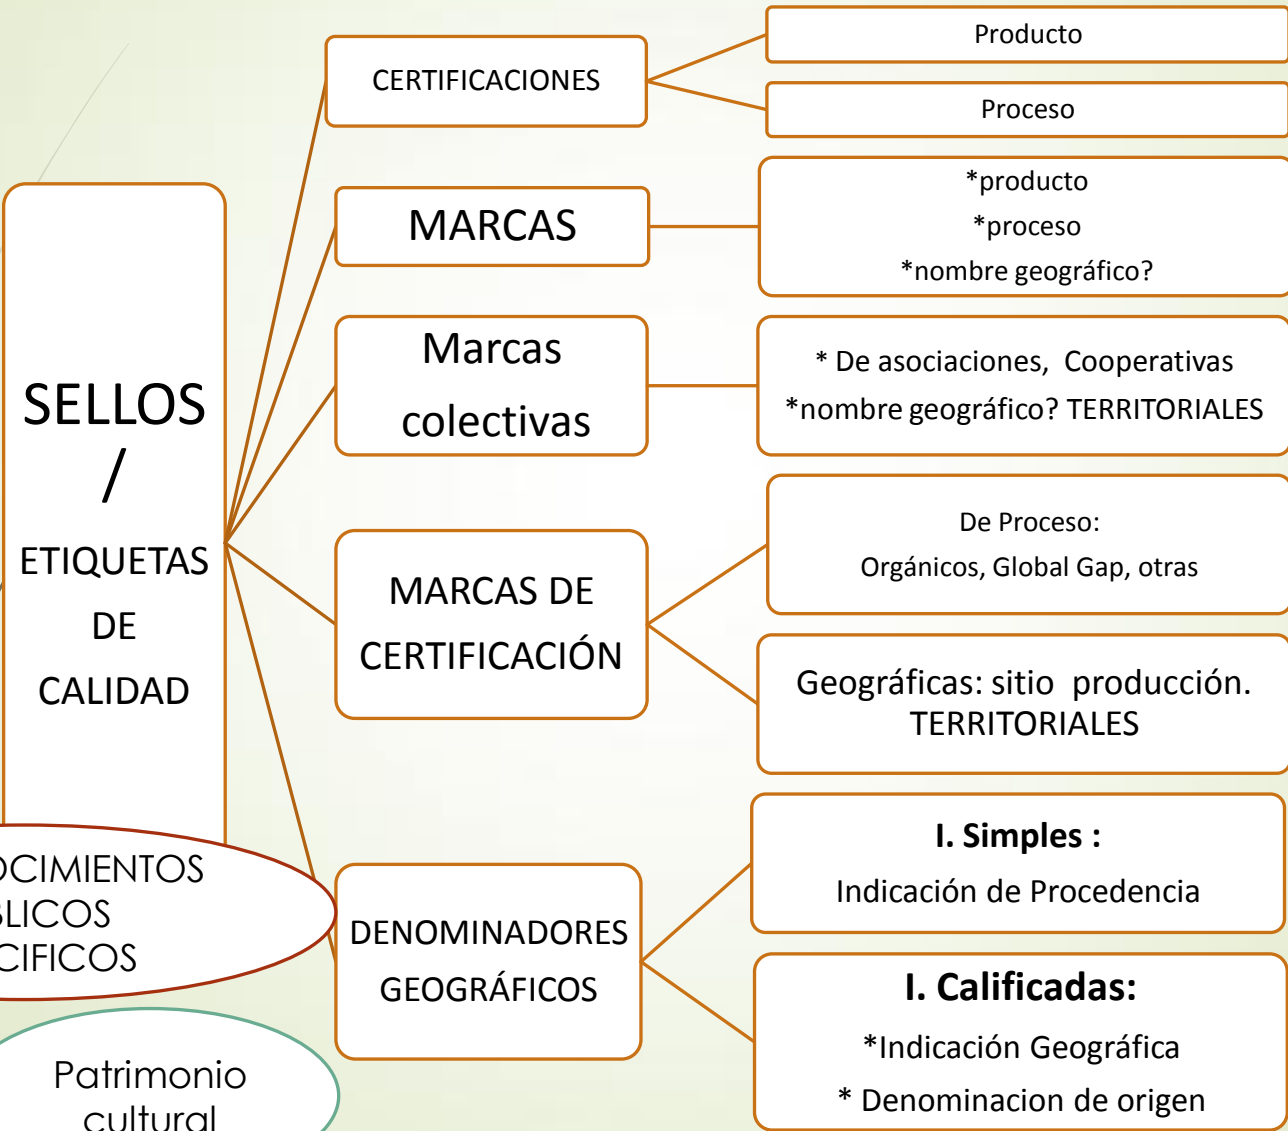 SELLOS
/
ETIQUETAS
DE
CALIDAD
CERTIFICACIONES
Producto
Proceso
MARCAS
*producto
*proceso
*nombre geográfico?
Marcas
colectivas
* De asociaciones, Cooperativas
*nombre geográfico? TERRITORIALES
MARCAS DE
CERTIFICACIÓN
De Proceso:
Orgánicos, Global Gap, otras
Geográficas: sitio producción.
TERRITORIALES
DENOMINADORES
GEOGRÁFICOS
I. Simples :
Indicación de Procedencia
I. Calificadas:
*Indicación Geográfica
* Denominacion de origen
Patrimonio
cultural